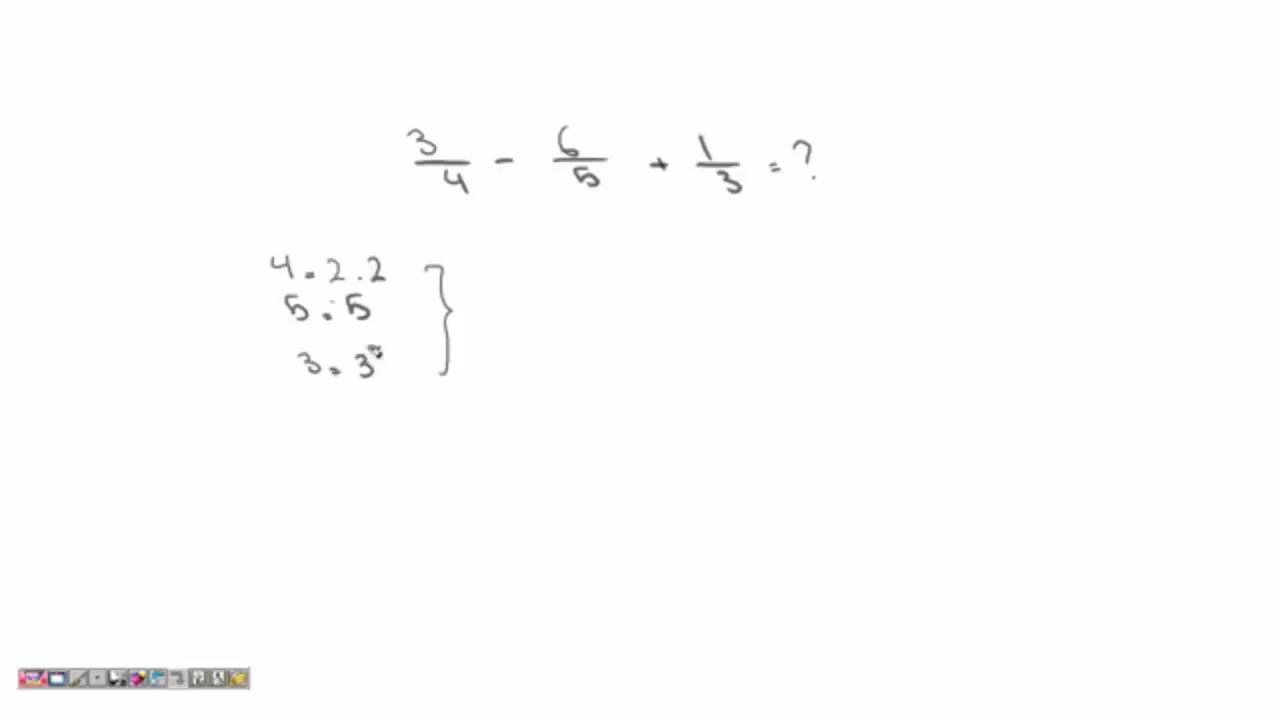 3/4 - 6/5 + 1/3 = ?
4 = 2 . 2
5 = 5
3 = 3